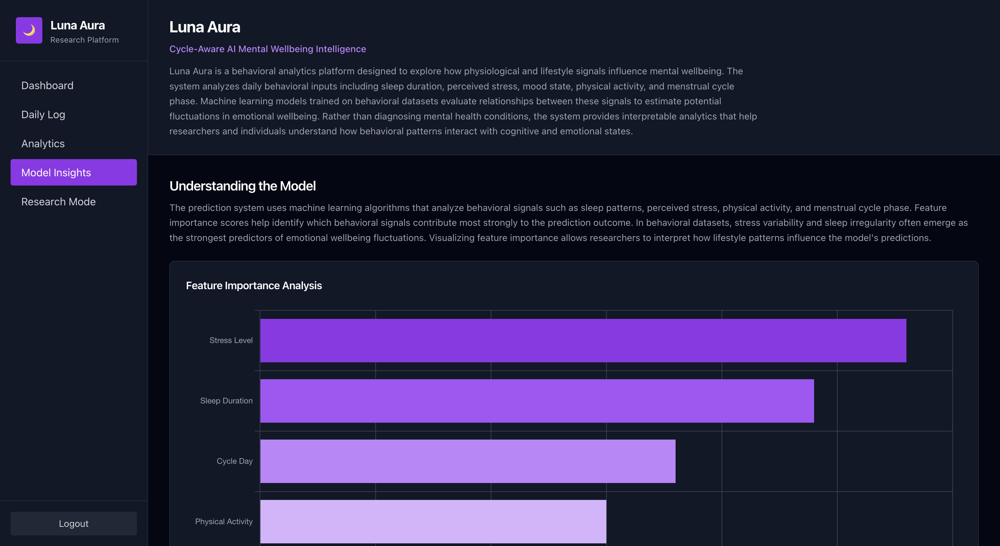 Luna Aura
Research Platform
Dashboard
Daily Log
Analytics
Model Insights
Research Mode
Logout
Luna Aura
Cycle-Aware AI Mental Wellbeing Intelligence
Luna Aura is a behavioral analytics platform designed to explore how physiological and lifestyle signals influence mental wellbeing. The
system analyzes daily behavioral inputs including sleep duration, perceived stress, mood state, physical activity, and menstrual cycle
phase. Machine learning models trained on behavioral datasets evaluate relationships between these signals to estimate potential
fluctuations in emotional wellbeing. Rather than diagnosing mental health conditions, the system provides interpretable analytics that help
researchers and individuals understand how behavioral patterns interact with cognitive and emotional states.
Understanding the Model
The prediction system uses machine learning algorithms that analyze behavioral signals such as sleep patterns, perceived stress, physical activity, and menstrual cycle phase. Feature
importance scores help identify which behavioral signals contribute most strongly to the prediction outcome. In behavioral datasets, stress variability and sleep irregularity often emerge as
the strongest predictors of emotional wellbeing fluctuations. Visualizing feature importance allows researchers to interpret how lifestyle patterns influence the model's predictions.
Feature Importance Analysis
Stress Level
Sleep Duration
Cycle Day
Physical Activity